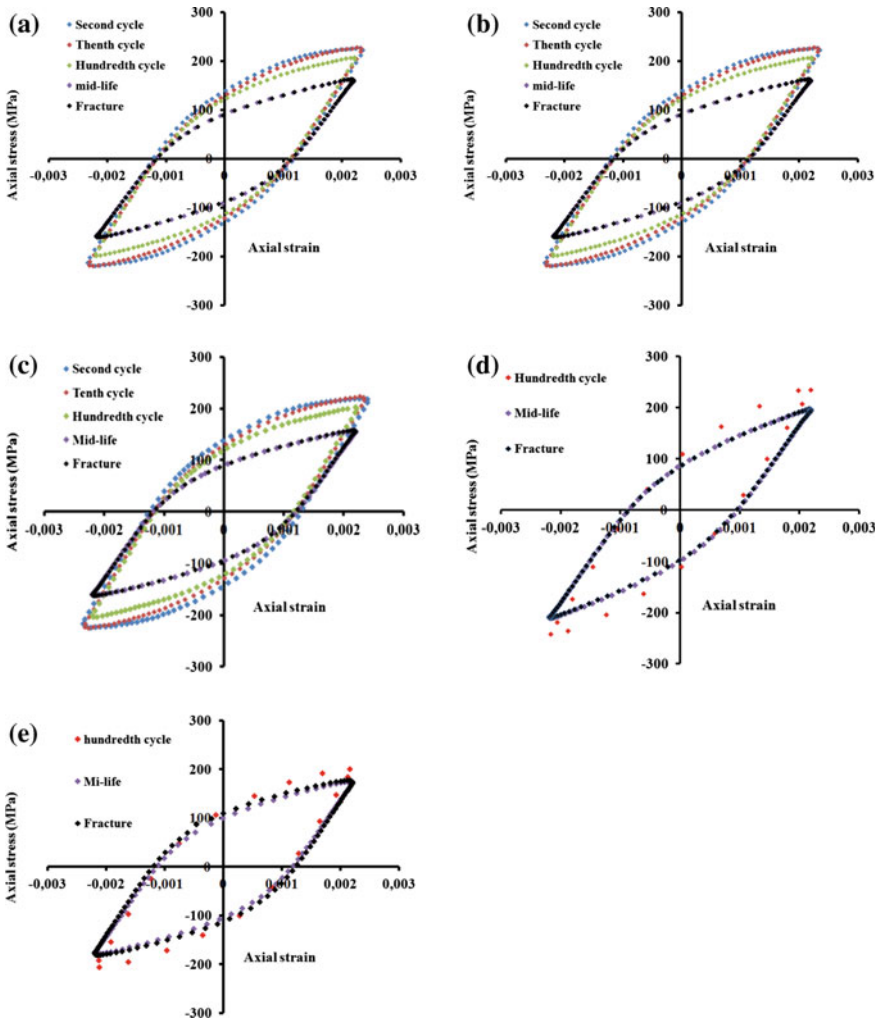 (a)
Second cycle
Thenth cycle
Hundredth cycle
mid-life
Fracture
Axial stress (MPa)
300
200
100
0
-100
-200
-300
-0,003 -0,002 -0,001 0 0,001 0,002 0,003
Axial strain
(b)
Second cycle
Thenth cycle
Hundredth cycle
mid-life
Fracture
Axial stress (MPa)
300
200
100
0
-100
-200
-300
-0,003 -0,002 -0,001 0 0,001 0,002 0,003
Axial strain
(c)
Second cycle
Tenth cycle
Hundredth cycle
Mid-life
Fracture
Axial stress (MPa)
300
200
100
0
-100
-200
-300
-0,003 -0,002 -0,001 0 0,001 0,002 0,003
Axial strain
(d)
Hundredth cycle
Mid-life
Fracture
Axial stress (MPa)
300
200
100
0
-100
-200
-300
-0,003 -0,002 -0,001 0 0,001 0,002 0,003
Axial strain
(e)
hundredth cycle
Mi-life
Fracture
Axial stress (MPa)
300
200
100
0
-100
-200
-300
-0,003 -0,002 -0,001 0 0,001 0,002 0,003
Axial strain